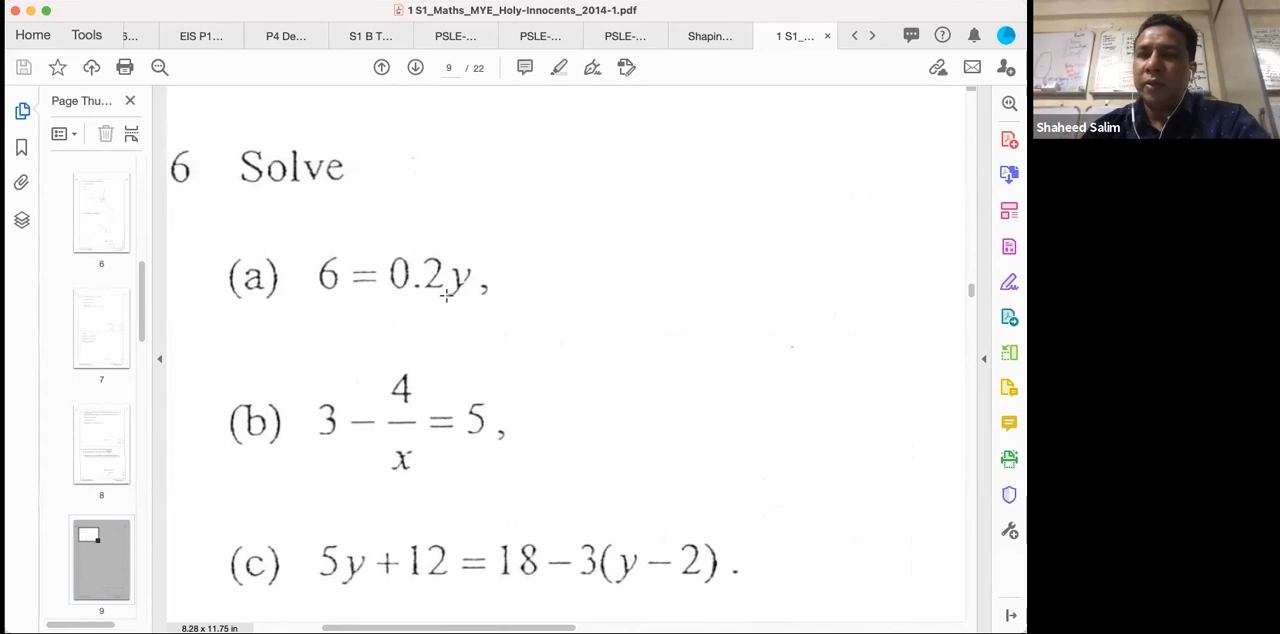 1 S1_Maths_MYE_Holy-Innocents_2014-1.pdf
Home Tools S... EIS P1... P4 De... S1 B T... PSLE-... PSLE-... PSLE-... Shapin... 1 S1_... ×
9 / 22
Page Thu...
Shaheed Salim
6 Solve
(a) 6 = 0.2y ,
(b) 3 − 4/x = 5 ,
(c) 5y + 12 = 18 − 3(y − 2) .
6
7
8
9
8.28 x 11.75 in